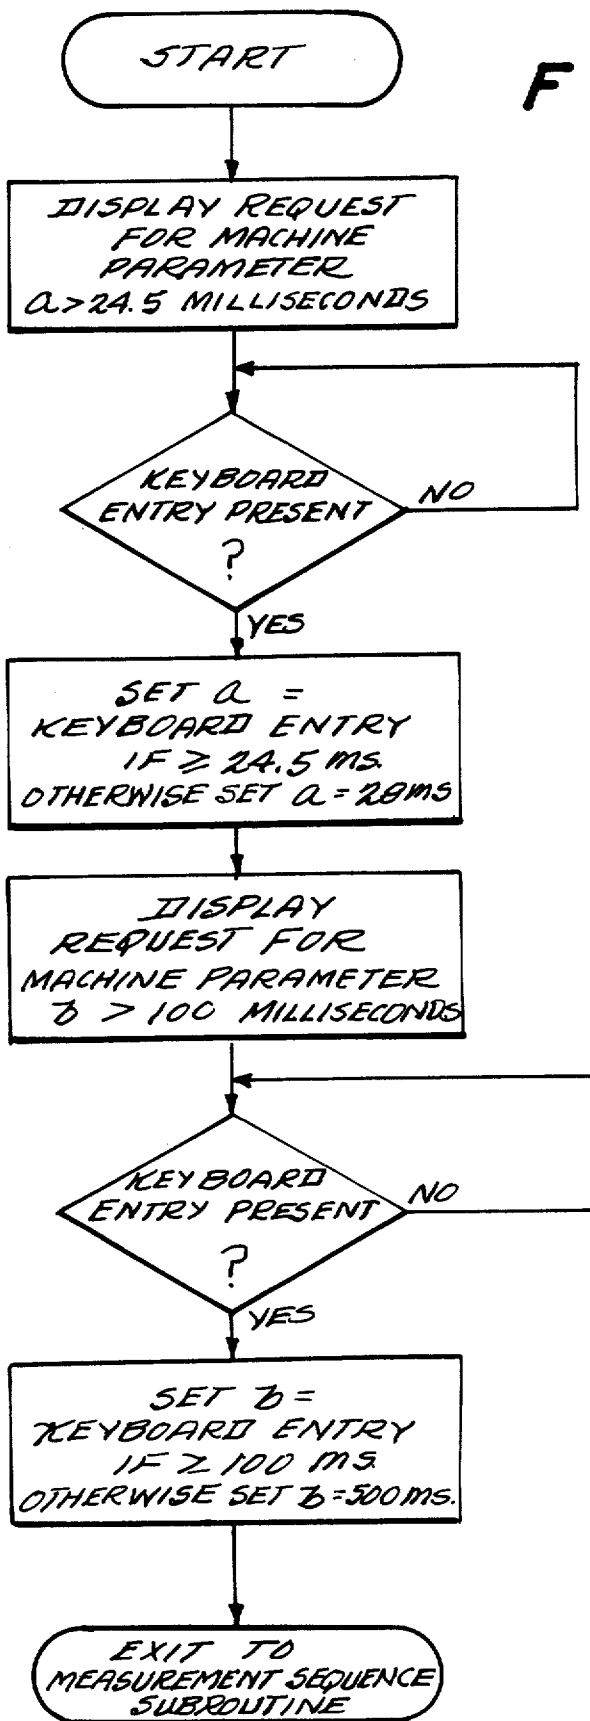 START
F
DISPLAY REQUEST
FOR MACHINE
PARAMETER
a > 24.5 MILLISECONDS
KEYBOARD
ENTRY PRESENT
?
NO
YES
SET a =
KEYBOARD ENTRY
IF ≥ 24.5 ms.
OTHERWISE SET a = 28ms
DISPLAY
REQUEST FOR
MACHINE PARAMETER
b > 100 MILLISECONDS
KEYBOARD
ENTRY PRESENT
?
NO
YES
SET b =
KEYBOARD ENTRY
IF ≥ 100 ms.
OTHERWISE SET b = 500 ms.
EXIT TO
MEASUREMENT SEQUENCE
SUBROUTINE